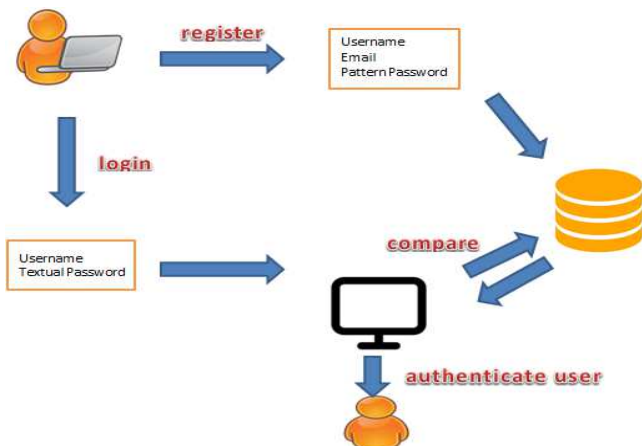 register
Username
Email
Pattern Password
login
Username
Textual Password
compare
authenticate user